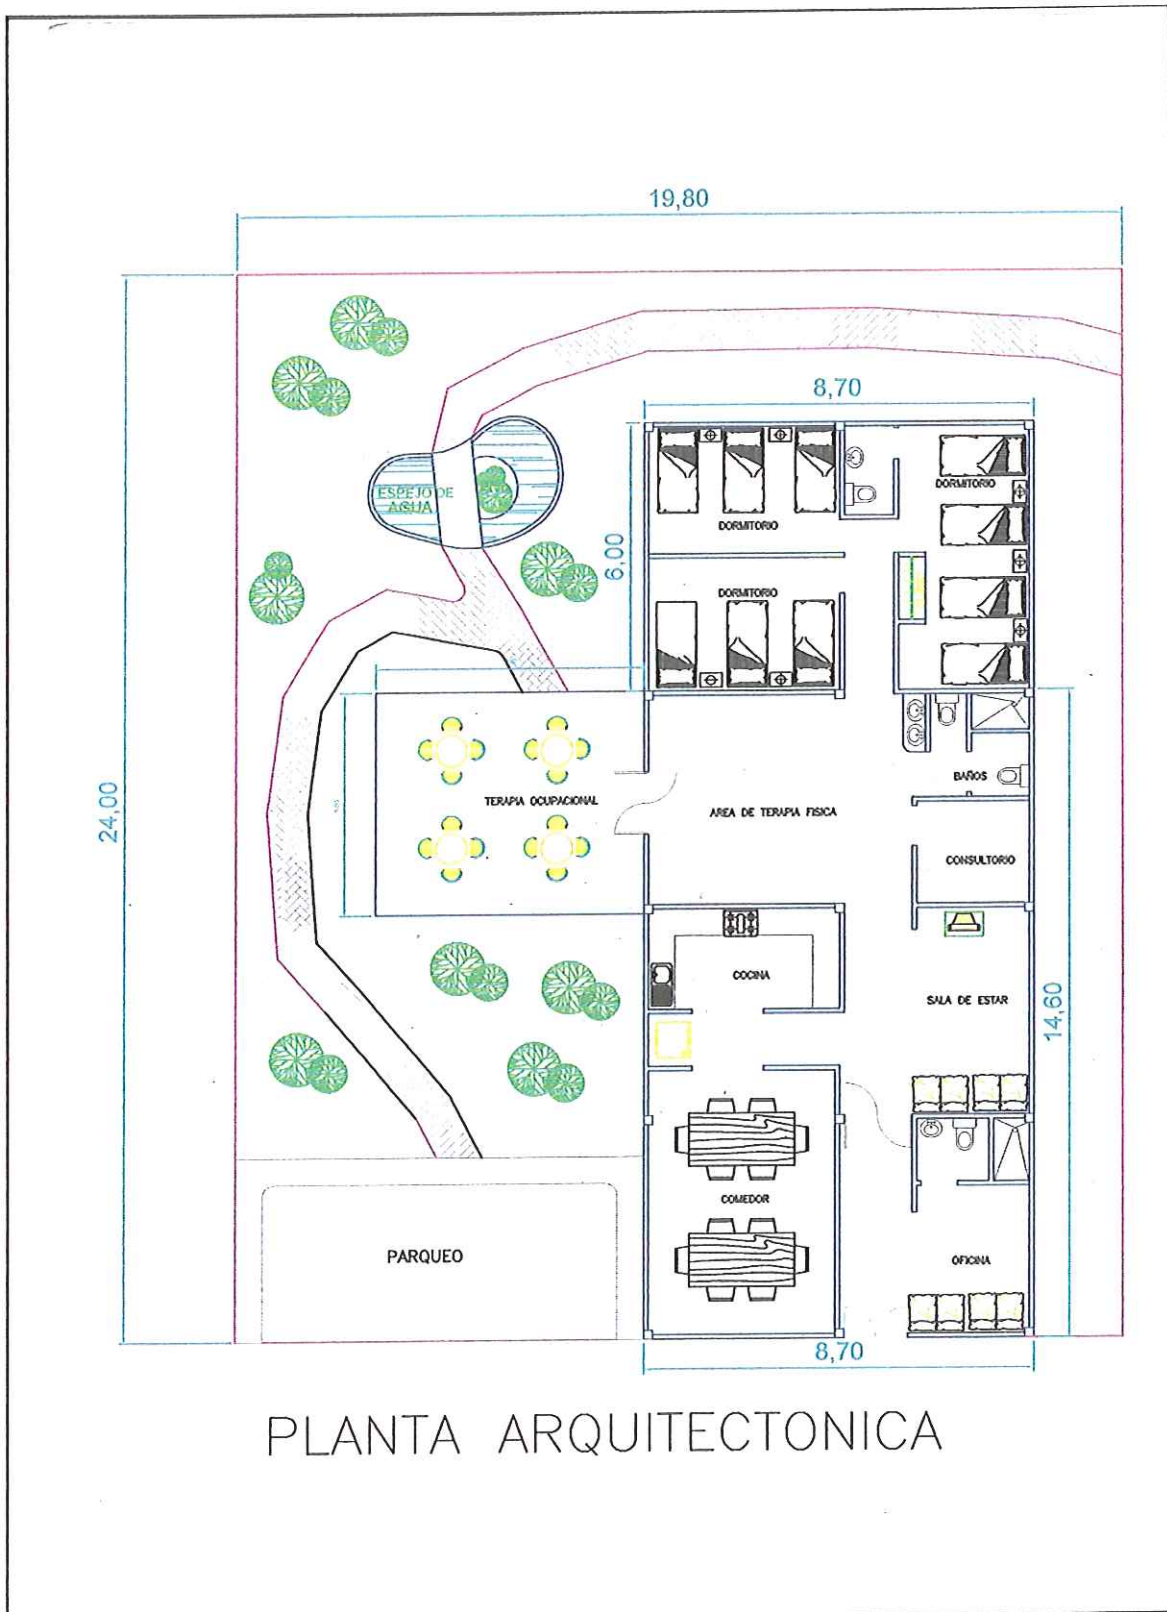 19,80
8,70
ESPEJO DE
AGUA
DORMITORIO
DORMITORIO
6,00
DORMITORIO
24,00
TERAPIA OCUPACIONAL
AREA DE TERAPIA FISICA
BAÑOS
CONSULTORIO
COCINA
SALA DE ESTAR
14,60
COMEDOR
PARQUEO
OFICINA
8,70
PLANTA ARQUITECTONICA